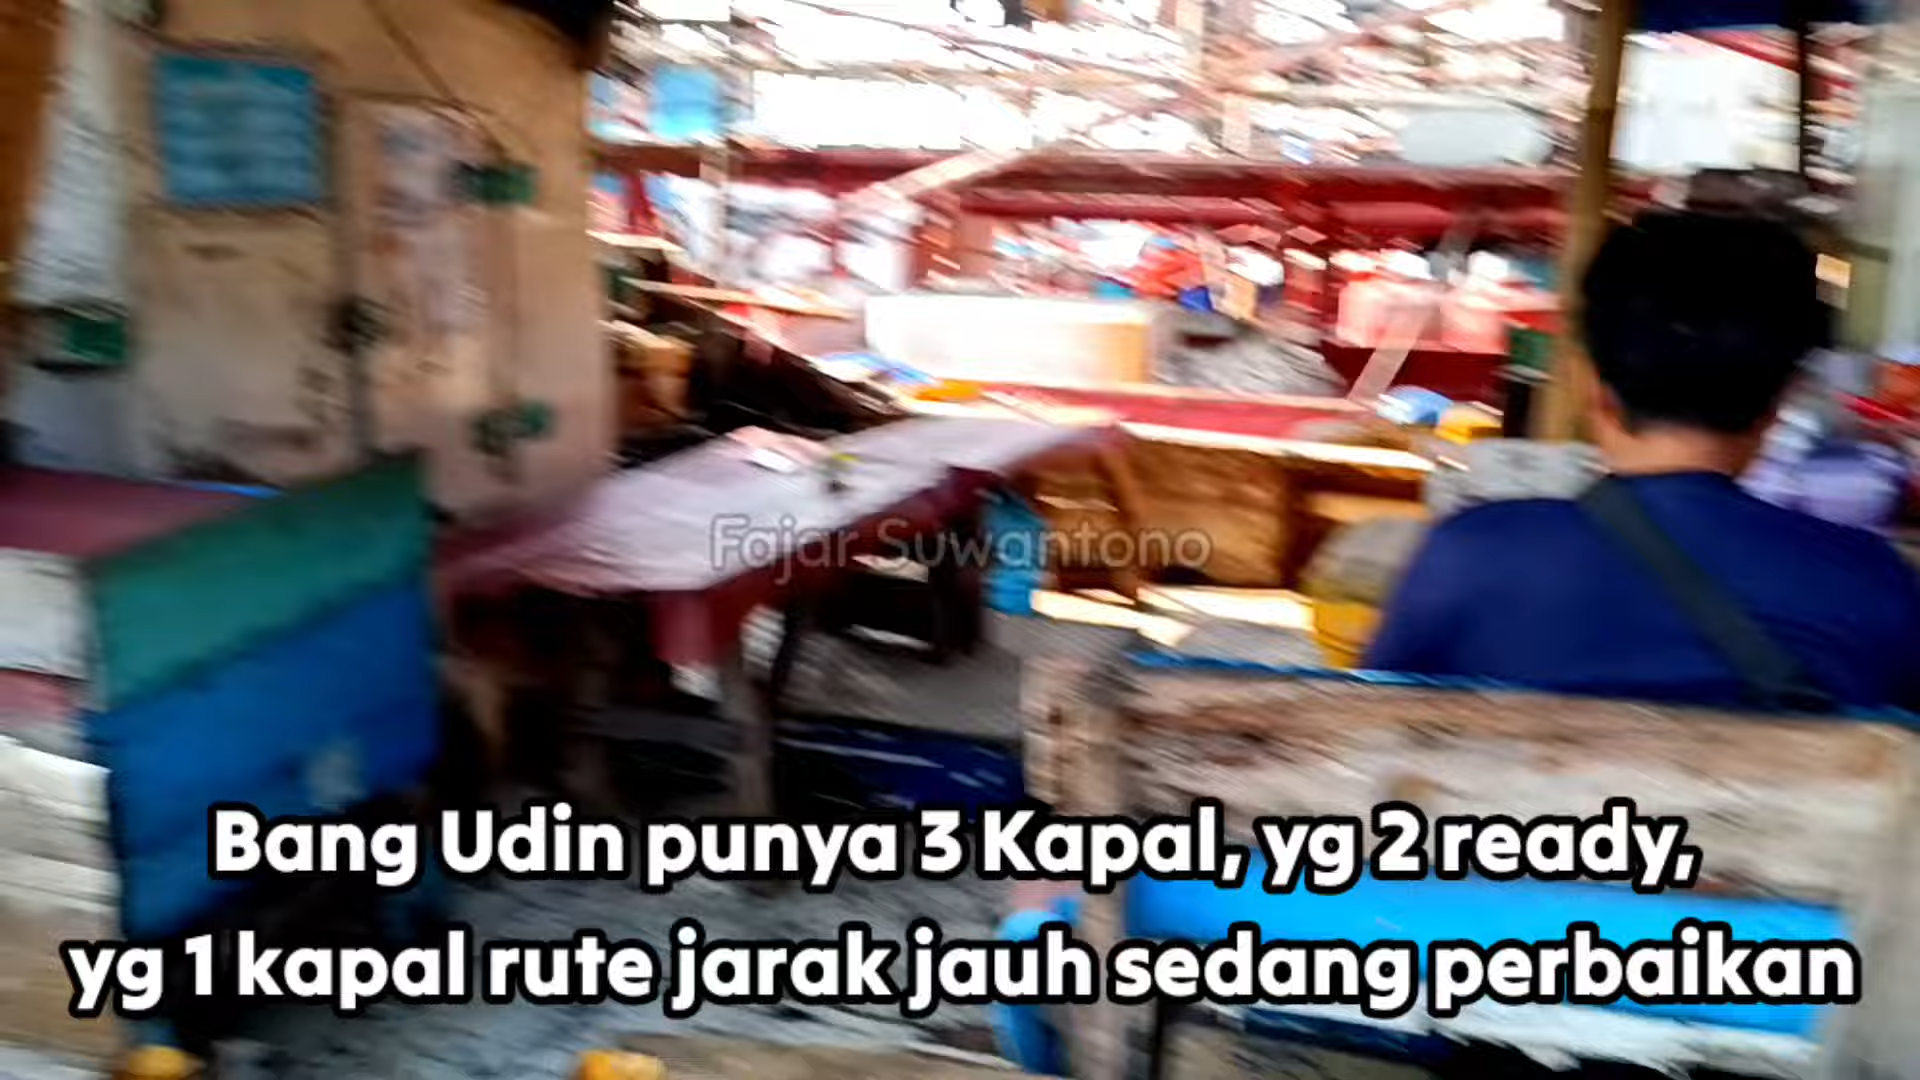 Fajar Suwantono
Bang Udin punya 3 Kapal, yg 2 ready,
yg 1 kapal rute jarak jauh sedang perbaikan